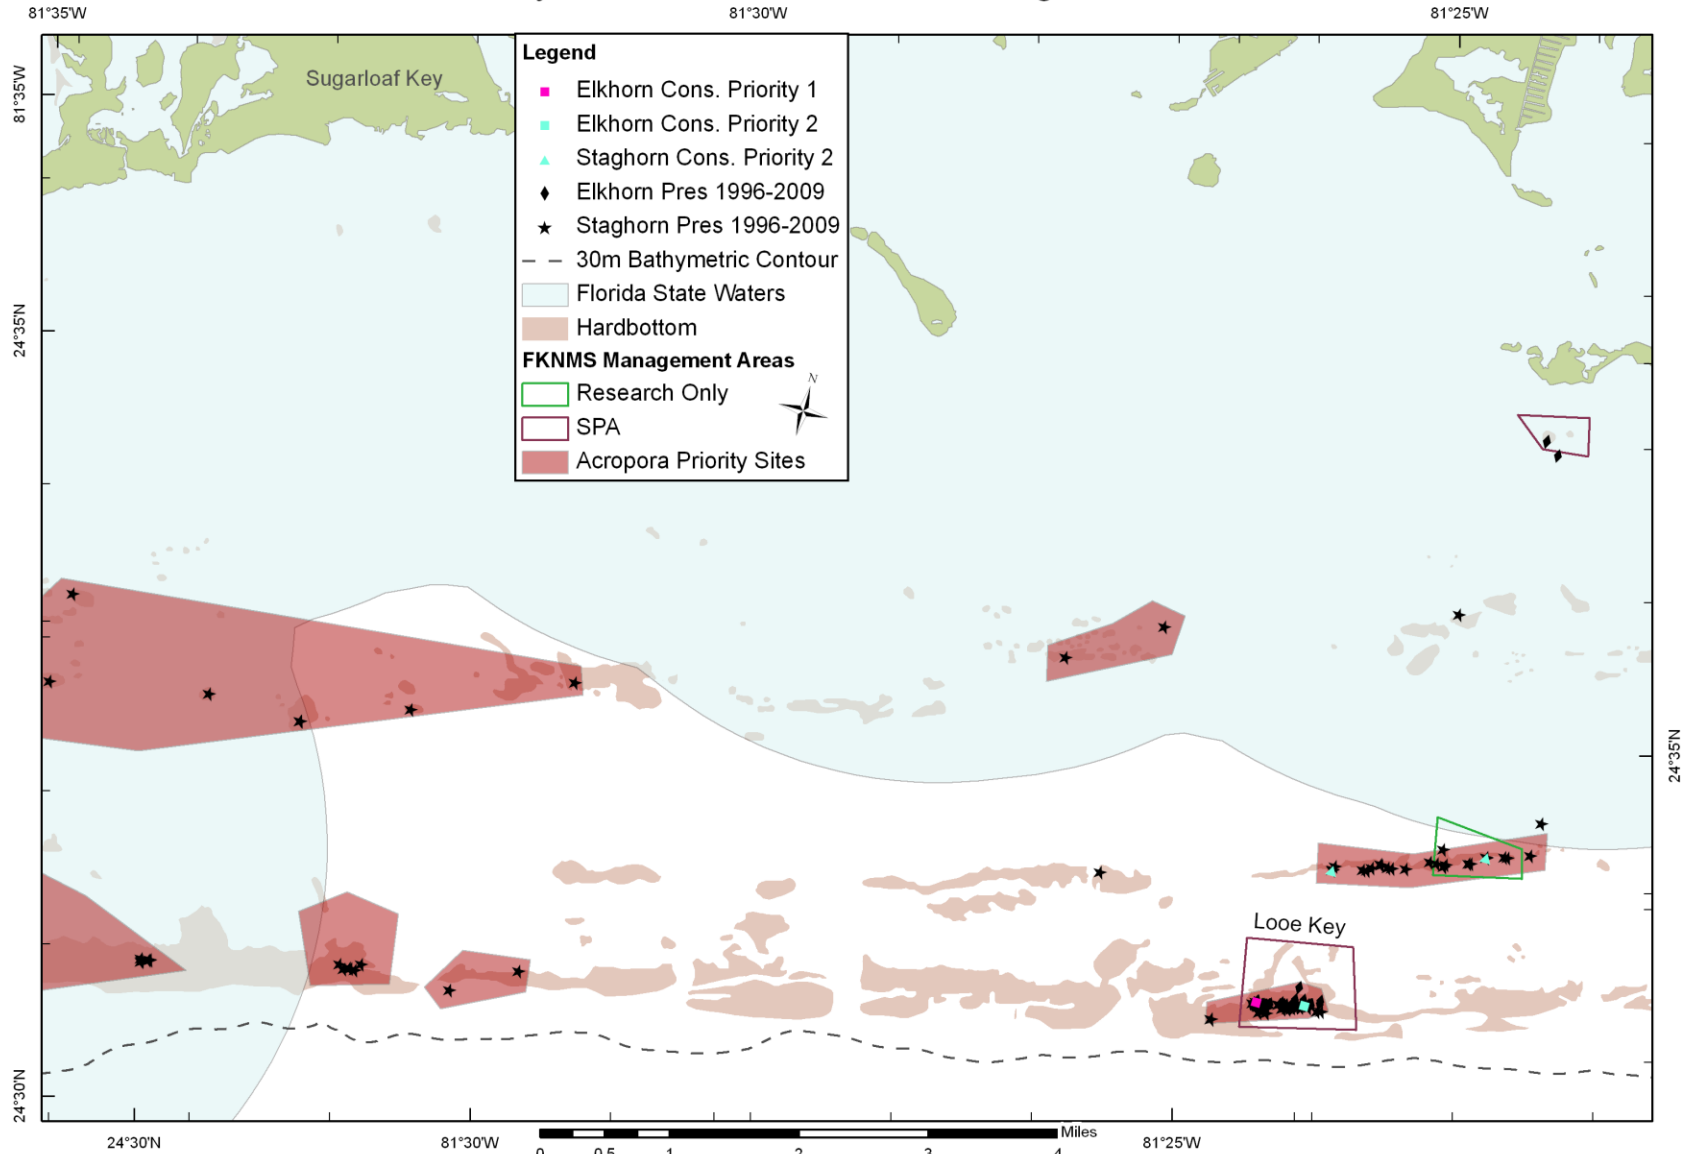 81°35'W
81°30'W
81°25'W
81°35'W
Sugarloaf Key
Legend
Elkhorn Cons. Priority 1
Elkhorn Cons. Priority 2
Staghorn Cons. Priority 2
Elkhorn Pres 1996-2009
Staghorn Pres 1996-2009
30m Bathymetric Contour
Florida State Waters
Hardbottom
FKNMS Management Areas
Research Only
SPA
Acropora Priority Sites
N
24°35'N
24°35'N
Looe Key
24°30'N
24°30'N
81°30'W
81°25'W
Miles
0 0.5 1 2 3 4